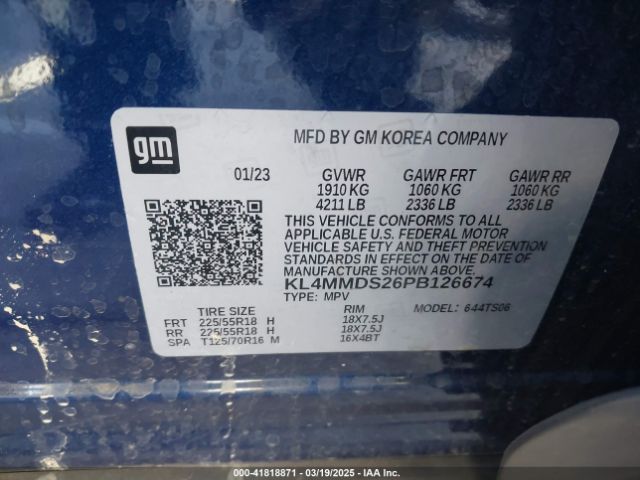 gm
MFD BY GM KOREA COMPANY
01/23 GVWR GAWR FRT GAWR RR
1910 KG 1060 KG 1060 KG
4211 LB 2336 LB 2336 LB
THIS VEHICLE CONFORMS TO ALL
APPLICABLE U.S. FEDERAL MOTOR
VEHICLE SAFETY AND THEFT PREVENTION
STANDARDS IN EFFECT ON THE DATE OF
MANUFACTURE SHOWN ABOVE.
KL4MMDS26PB126674
TYPE: MPV MODEL: 644TS06
TIRE SIZE RIM
FRT 225/55R18 H 18X7.5J
RR 225/55R18 H 18X7.5J
SPA T125/70R16 M 16X4BT
00-41818871 — 03/19/2025 — IAA Inc.